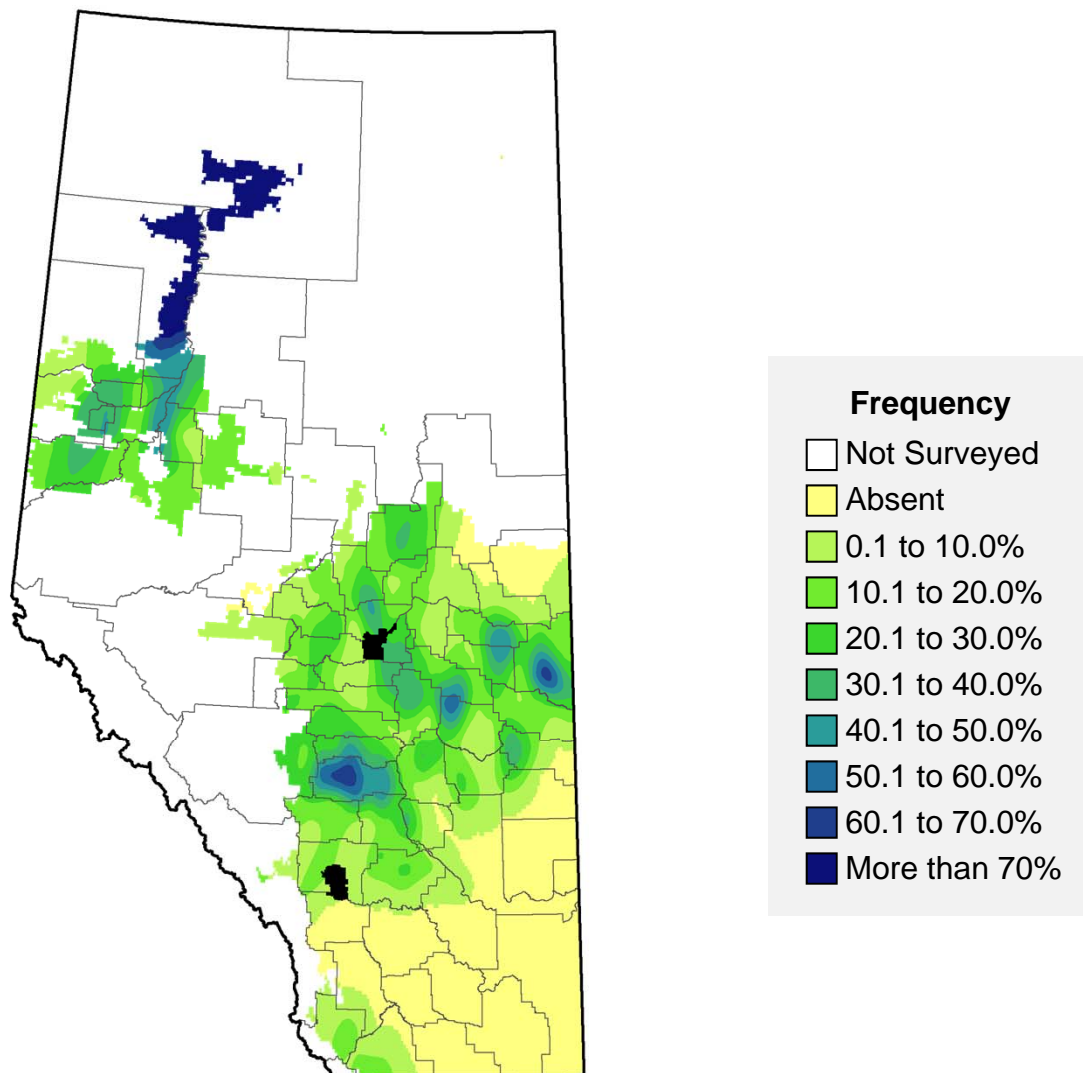 Frequency
Not Surveyed
Absent
0.1 to 10.0%
10.1 to 20.0%
20.1 to 30.0%
30.1 to 40.0%
40.1 to 50.0%
50.1 to 60.0%
60.1 to 70.0%
More than 70%